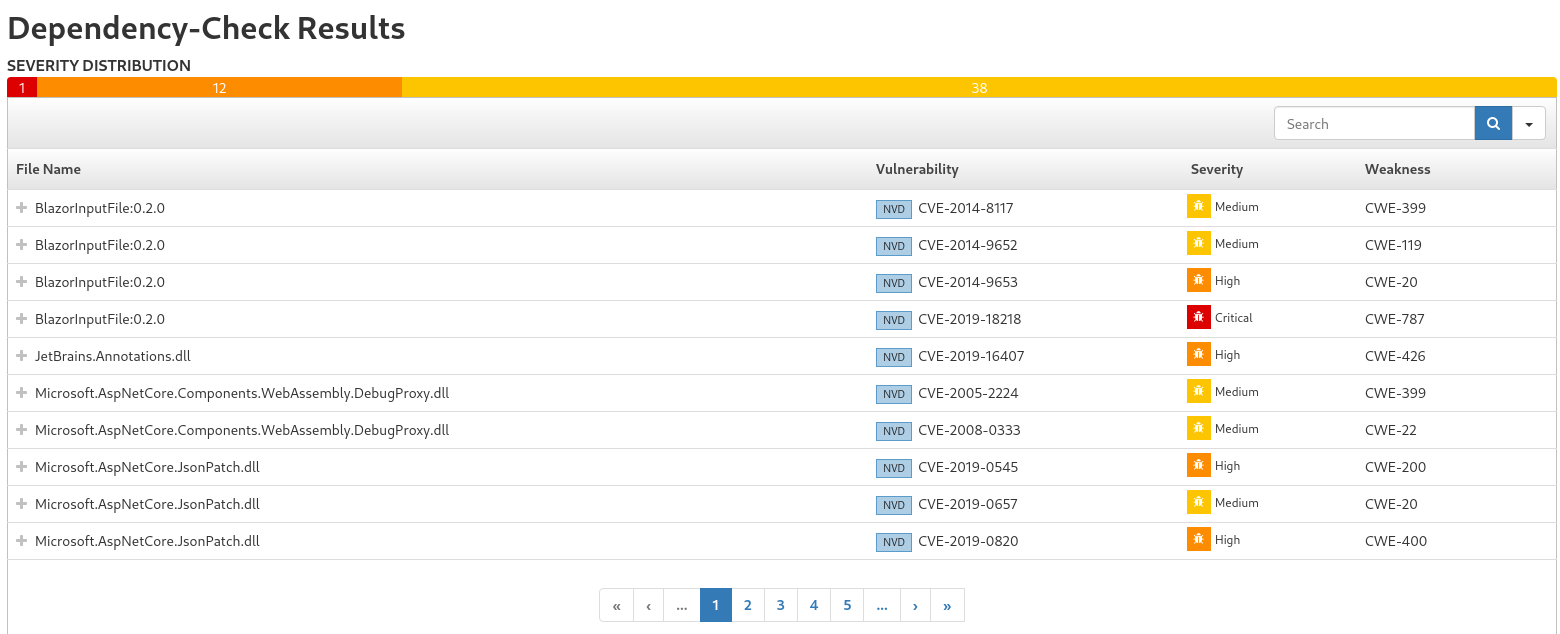 Dependency-Check Results
SEVERITY DISTRIBUTION
1 12 38
Search
File Name Vulnerability Severity Weakness
BlazorInputFile:0.2.0 NVD CVE-2014-8117 Medium CWE-399
BlazorInputFile:0.2.0 NVD CVE-2014-9652 Medium CWE-119
BlazorInputFile:0.2.0 NVD CVE-2014-9653 High CWE-20
BlazorInputFile:0.2.0 NVD CVE-2019-18218 Critical CWE-787
JetBrains.Annotations.dll NVD CVE-2019-16407 High CWE-426
Microsoft.AspNetCore.Components.WebAssembly.DebugProxy.dll NVD CVE-2005-2224 Medium CWE-399
Microsoft.AspNetCore.Components.WebAssembly.DebugProxy.dll NVD CVE-2008-0333 Medium CWE-22
Microsoft.AspNetCore.JsonPatch.dll NVD CVE-2019-0545 High CWE-200
Microsoft.AspNetCore.JsonPatch.dll NVD CVE-2019-0657 Medium CWE-20
Microsoft.AspNetCore.JsonPatch.dll NVD CVE-2019-0820 High CWE-400
« ‹ ... 1 2 3 4 5 ... › »